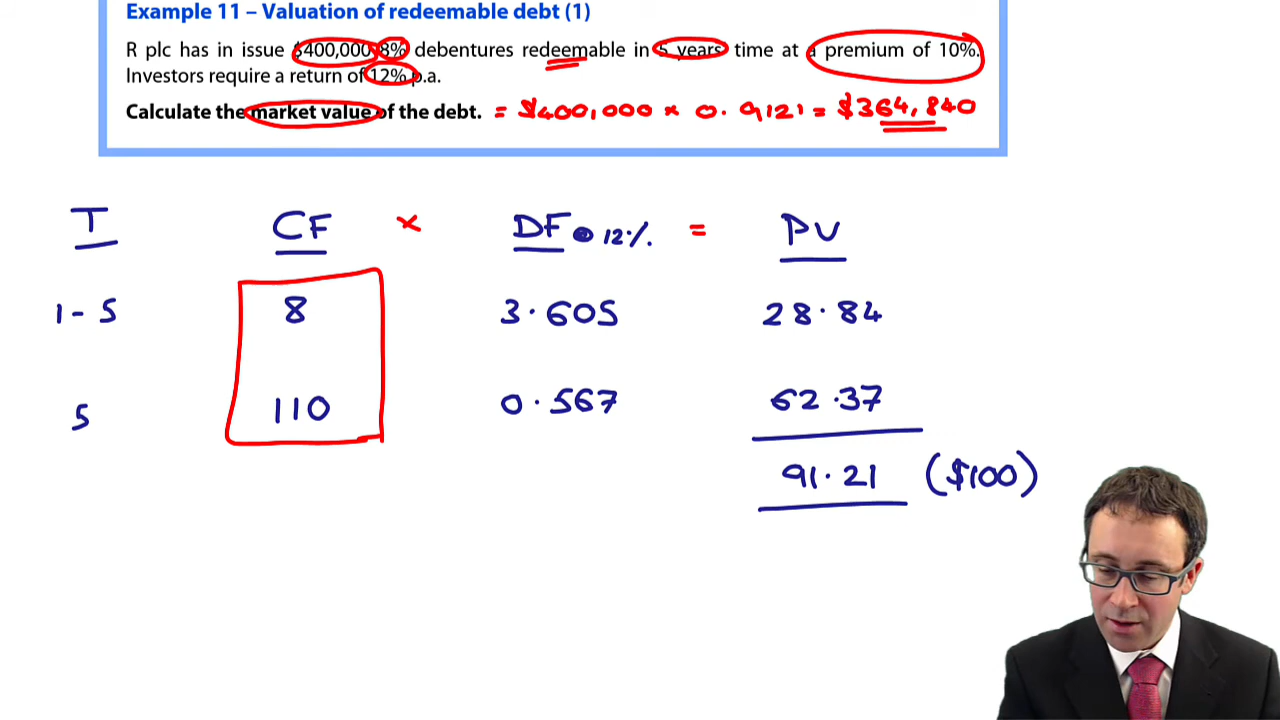 Example 11 – Valuation of redeemable debt (1)
R plc has in issue $400,000 8% debentures redeemable in 5 years time at a premium of 10%.
Investors require a return of 12% p.a.
Calculate the market value of the debt. = $400,000 × 0.9121 = $364,840
T CF × DF @ 12% = PV
1-5 8 3.605 28.84
5 110 0.567 62.37
91.21 ($100)